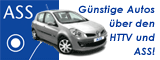 ASS
Günstige Autos
über den
HTTV und
ASS!